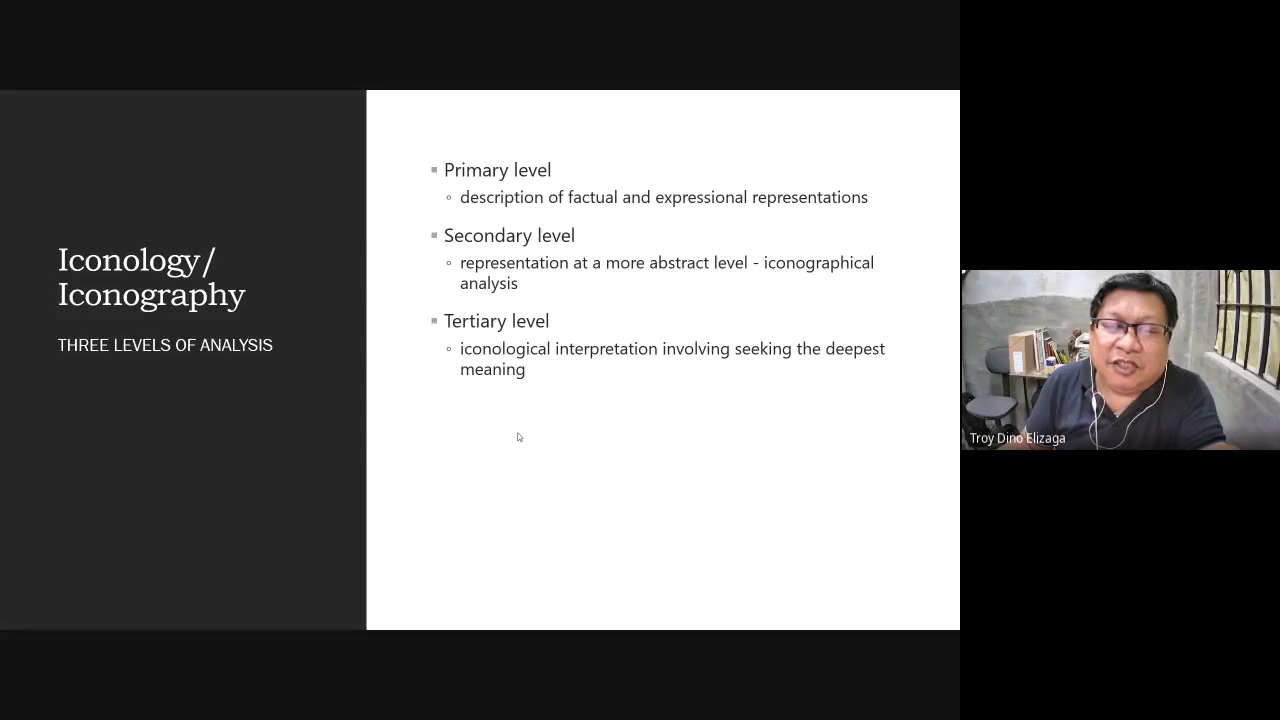 Iconology/
Iconography
THREE LEVELS OF ANALYSIS
Primary level
description of factual and expressional representations
Secondary level
representation at a more abstract level - iconographical
analysis
Tertiary level
iconological interpretation involving seeking the deepest
meaning
Troy Dino Elizaga